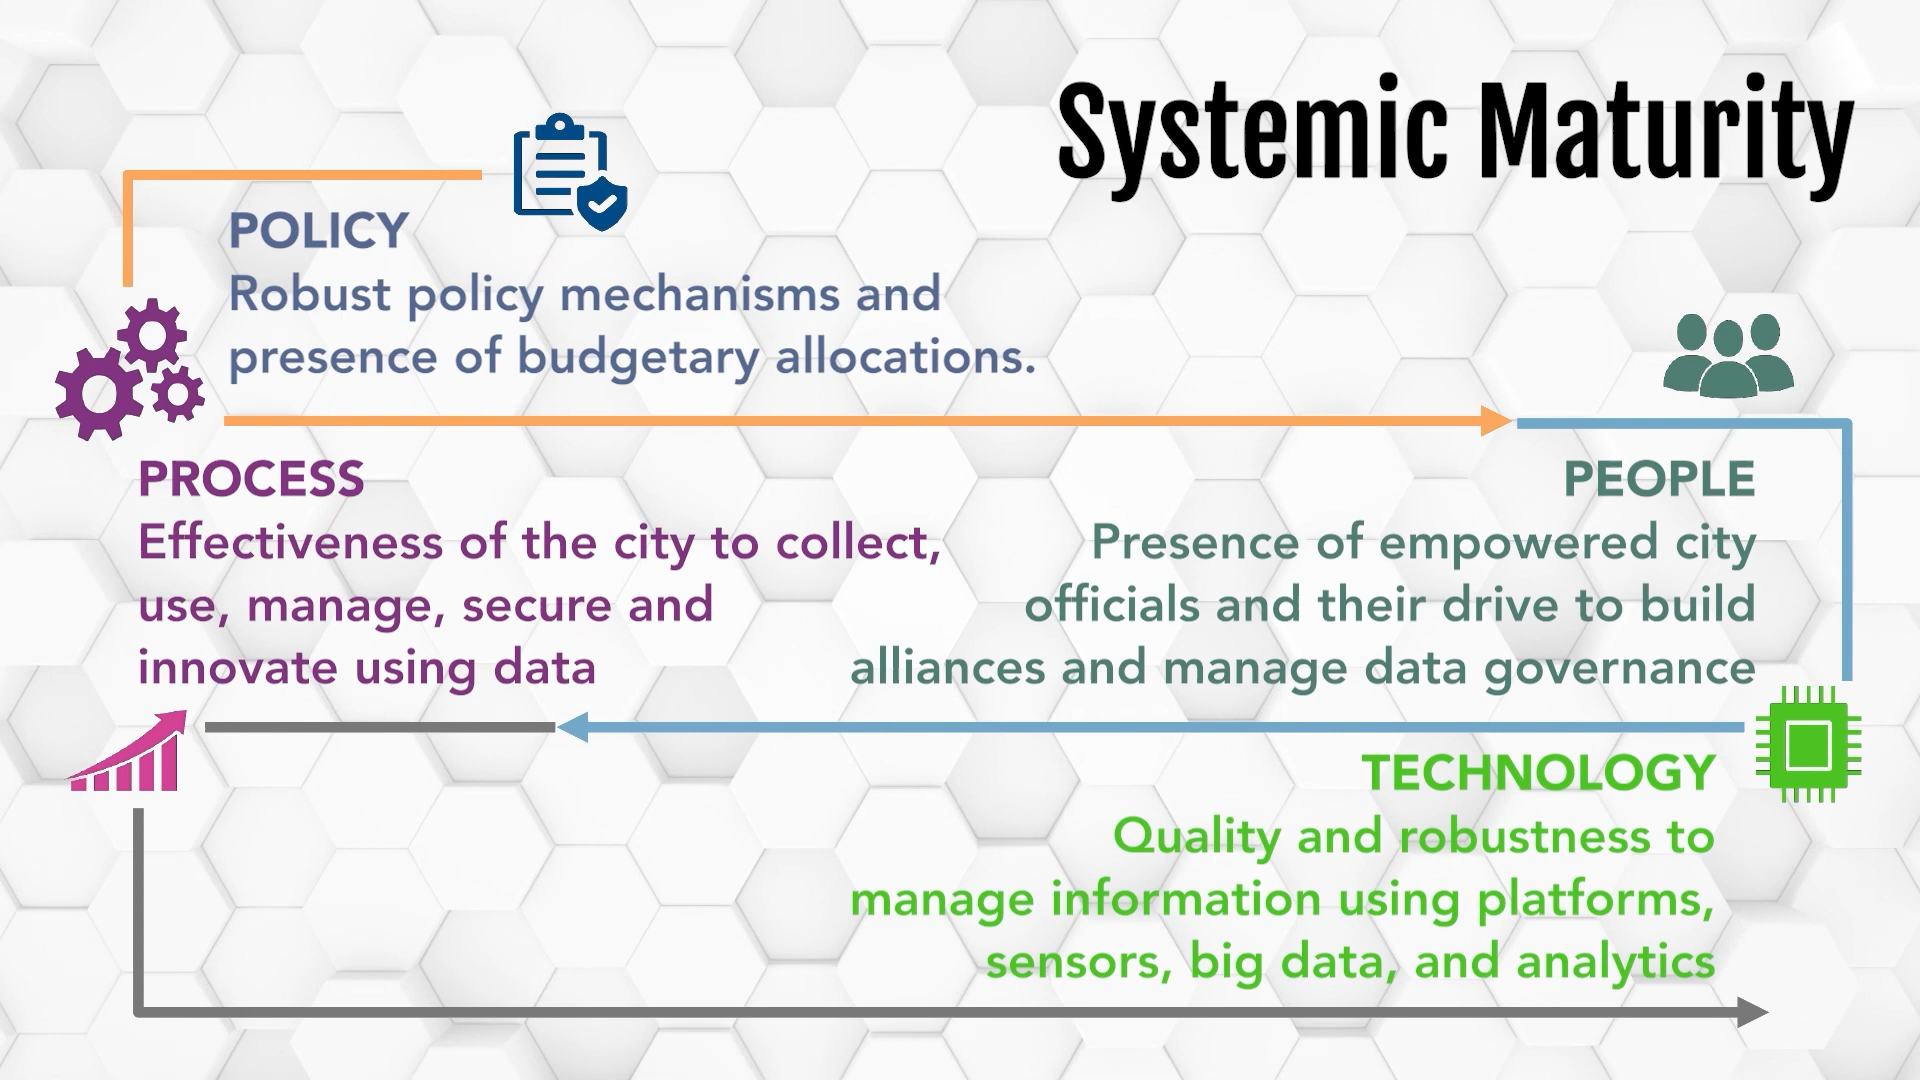 Systemic Maturity
POLICY
Robust policy mechanisms and
presence of budgetary allocations.
PROCESS
Effectiveness of the city to collect,
use, manage, secure and
innovate using data
PEOPLE
Presence of empowered city
officials and their drive to build
alliances and manage data governance
TECHNOLOGY
Quality and robustness to
manage information using platforms,
sensors, big data, and analytics